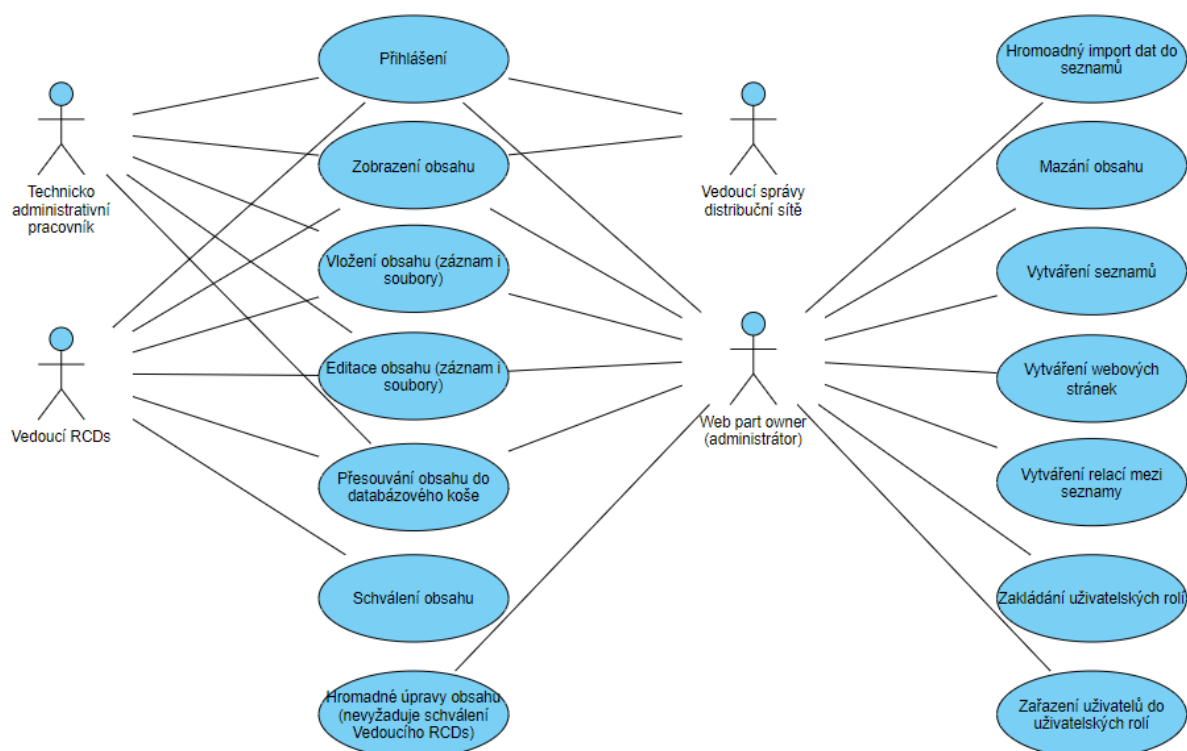 Přihlášení
Hromoadný import dat do
seznamů
Technicko
administrativní
pracovník
Zobrazení obsahu
Vedoucí správy
distribuční sítě
Mazání obsahu
Vložení obsahu (záznam i
soubory)
Vytváření seznamů
Vedoucí RCDs
Editace obsahu (záznam i
soubory)
Web part owner
(administrátor)
Vytváření webových
stránek
Přesouvání obsahu do
databázového koše
Vytváření relací mezi
seznamy
Schválení obsahu
Zakládání uživatelských rolí
Hromadné úpravy obsahu
(nevyžaduje schválení
Vedoucího RCDs)
Zařazení uživatelů do
uživatelských rolí